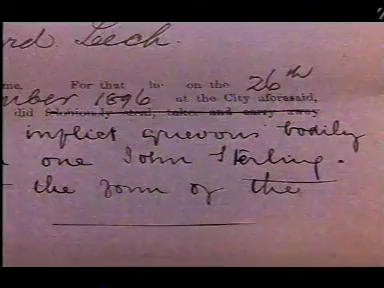 rd Leech.
me. For that he on the 26th
mber 1896 at the City aforesaid,
did feloniously steal, take and carry away
inflict grievous bodily
one John Sterling.
the form of the